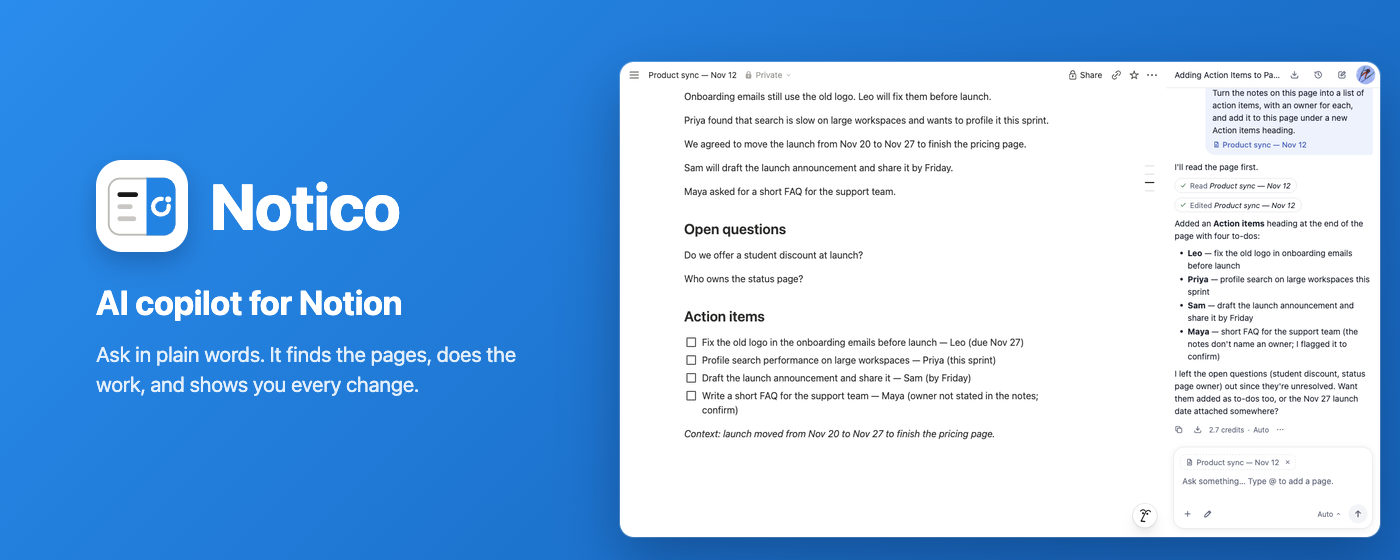 Notico
AI copilot for Notion
Ask in plain words. It finds the pages, does the
work, and shows you every change.
Product sync — Nov 12
Private
Share
Onboarding emails still use the old logo. Leo will fix them before launch.
Priya found that search is slow on large workspaces and wants to profile it this sprint.
We agreed to move the launch from Nov 20 to Nov 27 to finish the pricing page.
Sam will draft the launch announcement and share it by Friday.
Maya asked for a short FAQ for the support team.
Open questions
Do we offer a student discount at launch?
Who owns the status page?
Action items
Fix the old logo in the onboarding emails before launch — Leo (due Nov 27)
Profile search performance on large workspaces — Priya (this sprint)
Draft the launch announcement and share it — Sam (by Friday)
Write a short FAQ for the support team — Maya (owner not stated in the notes;
confirm)
Context: launch moved from Nov 20 to Nov 27 to finish the pricing page.
Adding Action Items to Pa...
Turn the notes on this page into a list of
action items, with an owner for each,
and add it to this page under a new
Action items heading.
Product sync — Nov 12
I'll read the page first.
Read Product sync — Nov 12
Edited Product sync — Nov 12
Added an Action items heading at the end of the
page with four to-dos:
• Leo — fix the old logo in onboarding emails
before launch
• Priya — profile search on large workspaces this
sprint
• Sam — draft the launch announcement and
share it by Friday
• Maya — short FAQ for the support team (the
notes don't name an owner; I flagged it to
confirm)
I left the open questions (student discount, status
page owner) out since they're unresolved. Want
them added as to-dos too, or the Nov 27 launch
date attached somewhere?
2.7 credits · Auto
Product sync — Nov 12 ×
Ask something... Type @ to add a page.
Auto